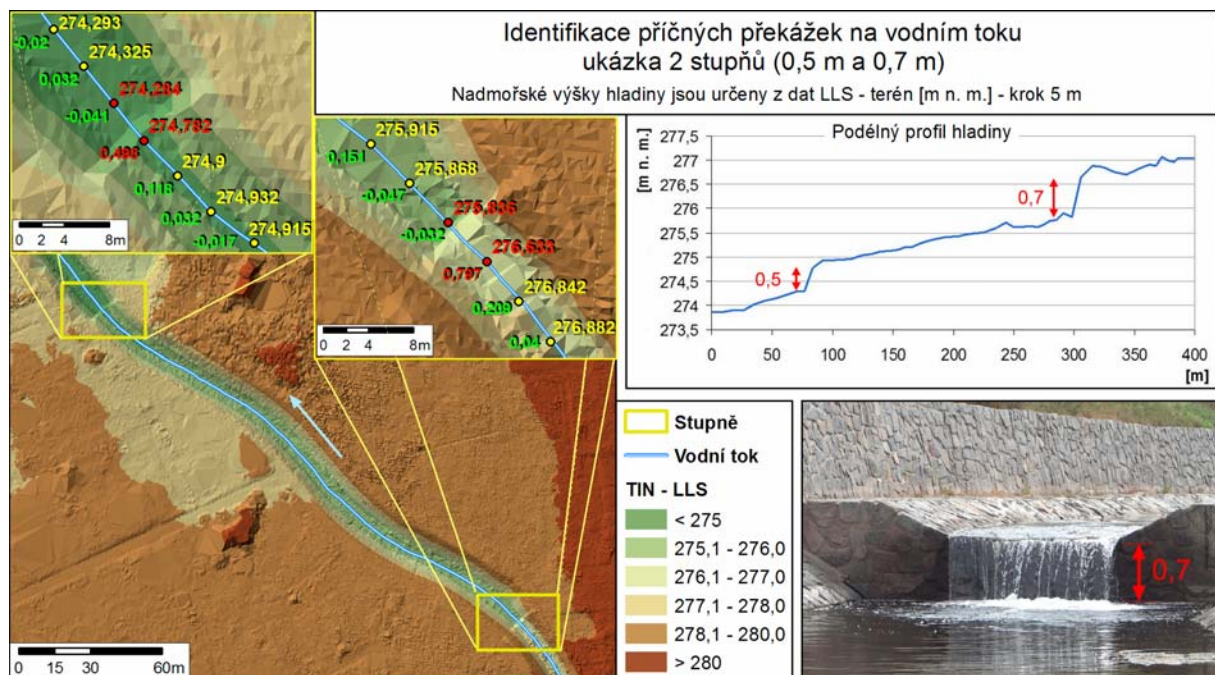 Identifikace příčných překážek na vodním toku
ukázka 2 stupňů (0,5 m a 0,7 m)
Nadmořské výšky hladiny jsou určeny z dat LLS - terén [m n. m.] - krok 5 m
274,293
-0,02
274,325
0,032
274,284
-0,041
274,782
0,498
274,9
0,118
274,932
0,032
274,915
-0,017
0 2 4 8m
275,915
0,151
275,868
-0,047
275,836
-0,032
276,633
0,797
276,842
0,209
276,882
0,04
0 2 4 8m
Podélný profil hladiny
[m n. m.]
277,5
277
276,5
276
275,5
275
274,5
274
273,5
0,5
0,7
0 50 100 150 200 250 300 350 400
[m]
Stupně
Vodní tok
TIN - LLS
< 275
275,1 - 276,0
276,1 - 277,0
277,1 - 278,0
278,1 - 280,0
> 280
0,7
0 15 30 60m